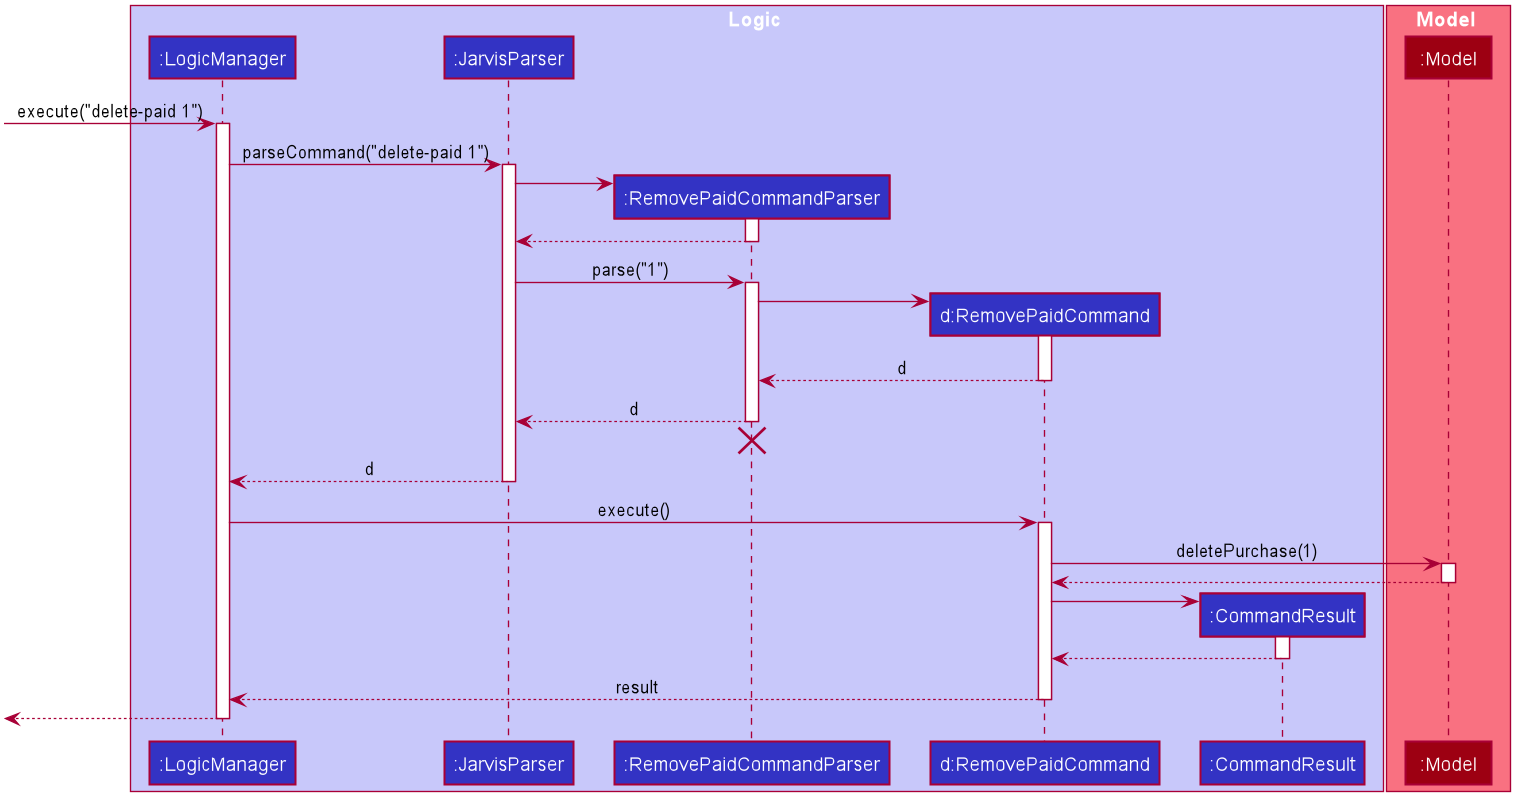 Logic
Model
:LogicManager
:JarvisParser
:Model
execute("delete-paid 1")
parseCommand("delete-paid 1")
:RemovePaidCommandParser
parse("1")
d:RemovePaidCommand
d
d
d
execute()
deletePurchase(1)
:CommandResult
result
:LogicManager
:JarvisParser
:RemovePaidCommandParser
d:RemovePaidCommand
:CommandResult
:Model